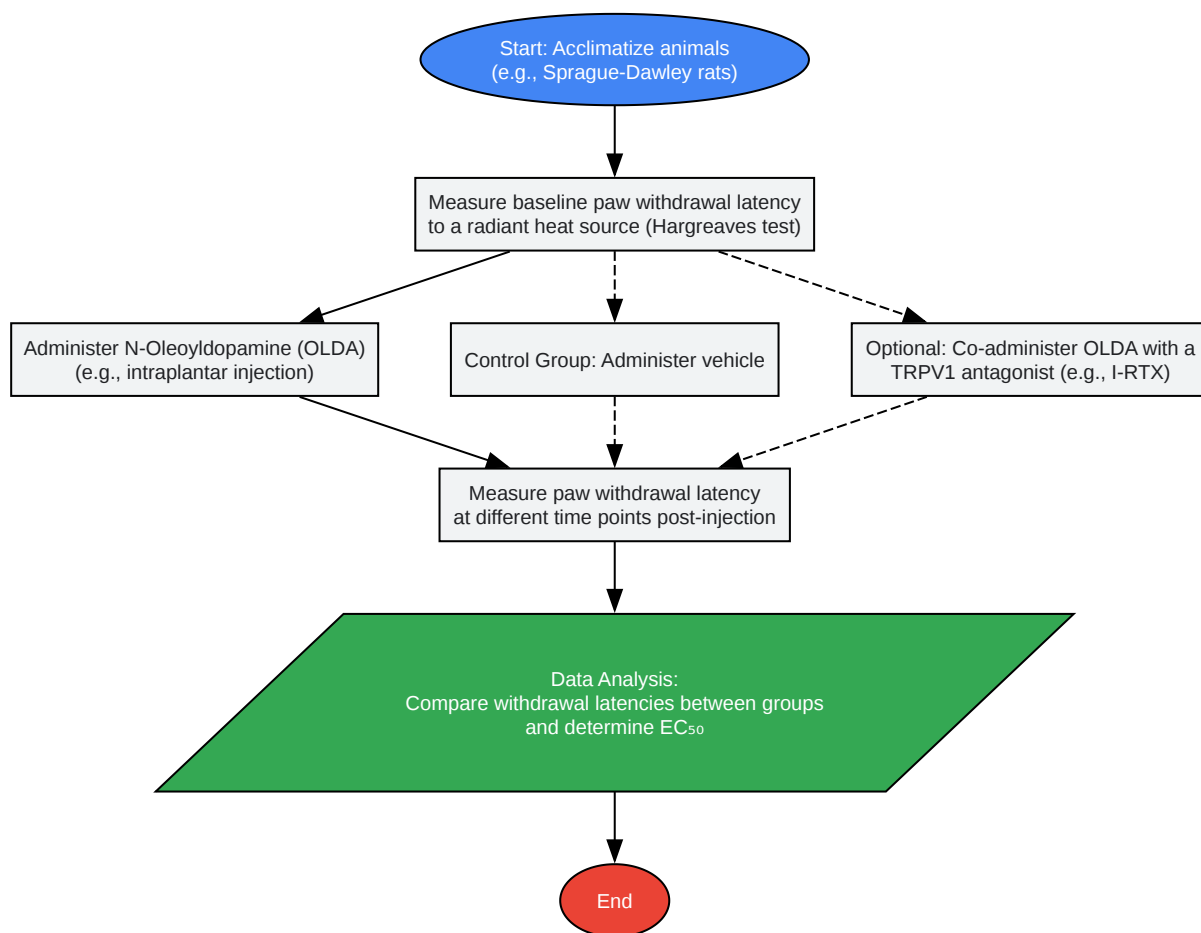 Start: Acclimatize animals
(e.g., Sprague-Dawley rats)
Measure baseline paw withdrawal latency
to a radiant heat source (Hargreaves test)
Administer N-Oleoyldopamine (OLDA)
(e.g., intraplantar injection)
Control Group: Administer vehicle
Optional: Co-administer OLDA with a
TRPV1 antagonist (e.g., I-RTX)
Measure paw withdrawal latency
at different time points post-injection
Data Analysis:
Compare withdrawal latencies between groups
and determine EC₅₀
End